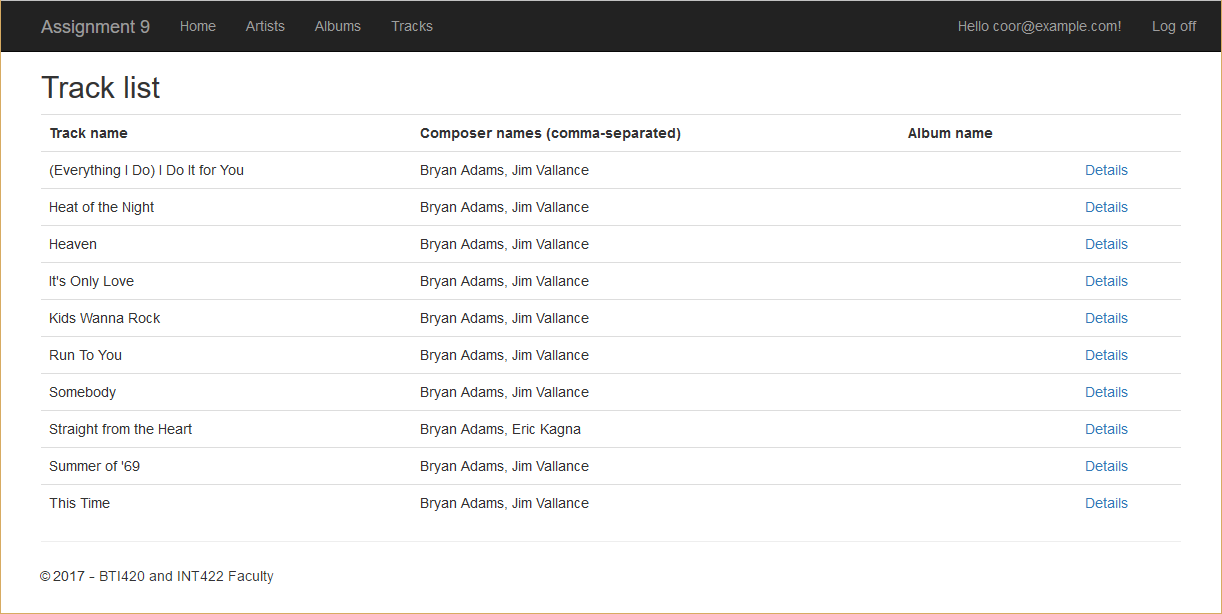 Assignment 9 Home Artists Albums Tracks Hello coor@example.com! Log off
Track list
Track name Composer names (comma-separated) Album name
(Everything I Do) I Do It for You Bryan Adams, Jim Vallance Details
Heat of the Night Bryan Adams, Jim Vallance Details
Heaven Bryan Adams, Jim Vallance Details
It's Only Love Bryan Adams, Jim Vallance Details
Kids Wanna Rock Bryan Adams, Jim Vallance Details
Run To You Bryan Adams, Jim Vallance Details
Somebody Bryan Adams, Jim Vallance Details
Straight from the Heart Bryan Adams, Eric Kagna Details
Summer of '69 Bryan Adams, Jim Vallance Details
This Time Bryan Adams, Jim Vallance Details
© 2017 - BTI420 and INT422 Faculty